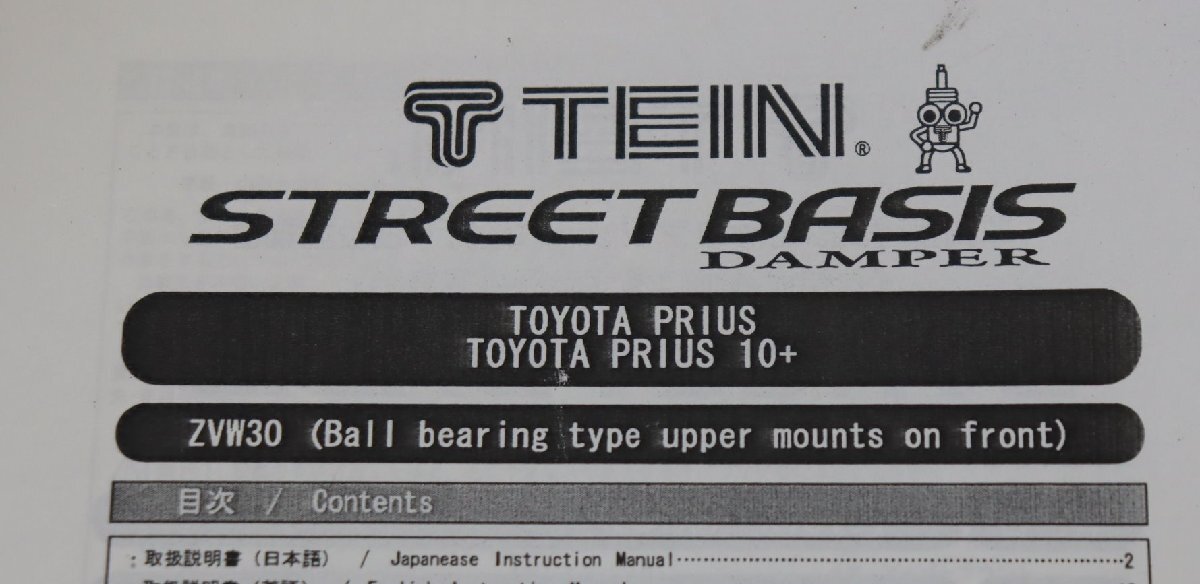 TEIN®
STREET BASIS
DAMPER
TOYOTA PRIUS
TOYOTA PRIUS 10+
ZVW30 (Ball bearing type upper mounts on front)
目次 / Contents
: 取扱説明書 (日本語) / Japanease Instruction Manual……………………………………2